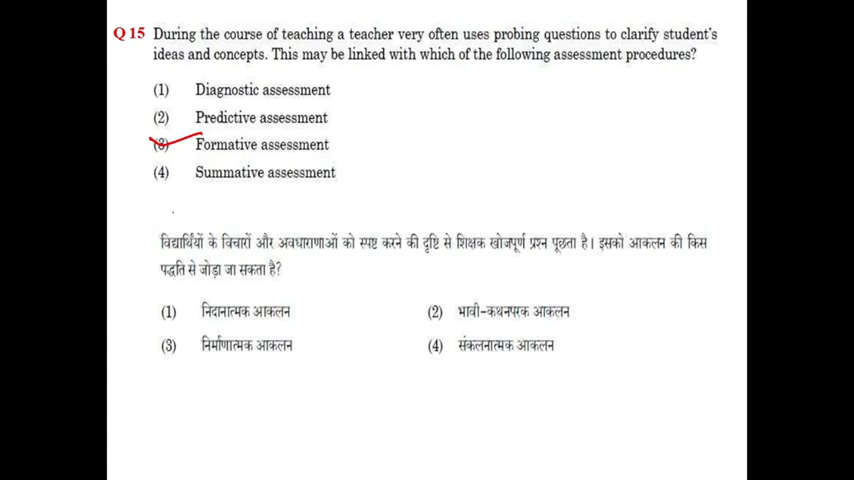 Q 15 During the course of teaching a teacher very often uses probing questions to clarify student's
ideas and concepts. This may be linked with which of the following assessment procedures?
(1) Diagnostic assessment
(2) Predictive assessment
(3) Formative assessment
(4) Summative assessment
विद्यार्थियों के विचारों और अवधाराणाओं को स्पष्ट करने की दृष्टि से शिक्षक खोजपूर्ण प्रश्न पूछता है। इसको आकलन की किस
पद्धति से जोड़ा जा सकता है?
(1) निदानात्मक आकलन (2) भावी-कथनपरक आकलन
(3) निर्माणात्मक आकलन (4) संकलनात्मक आकलन